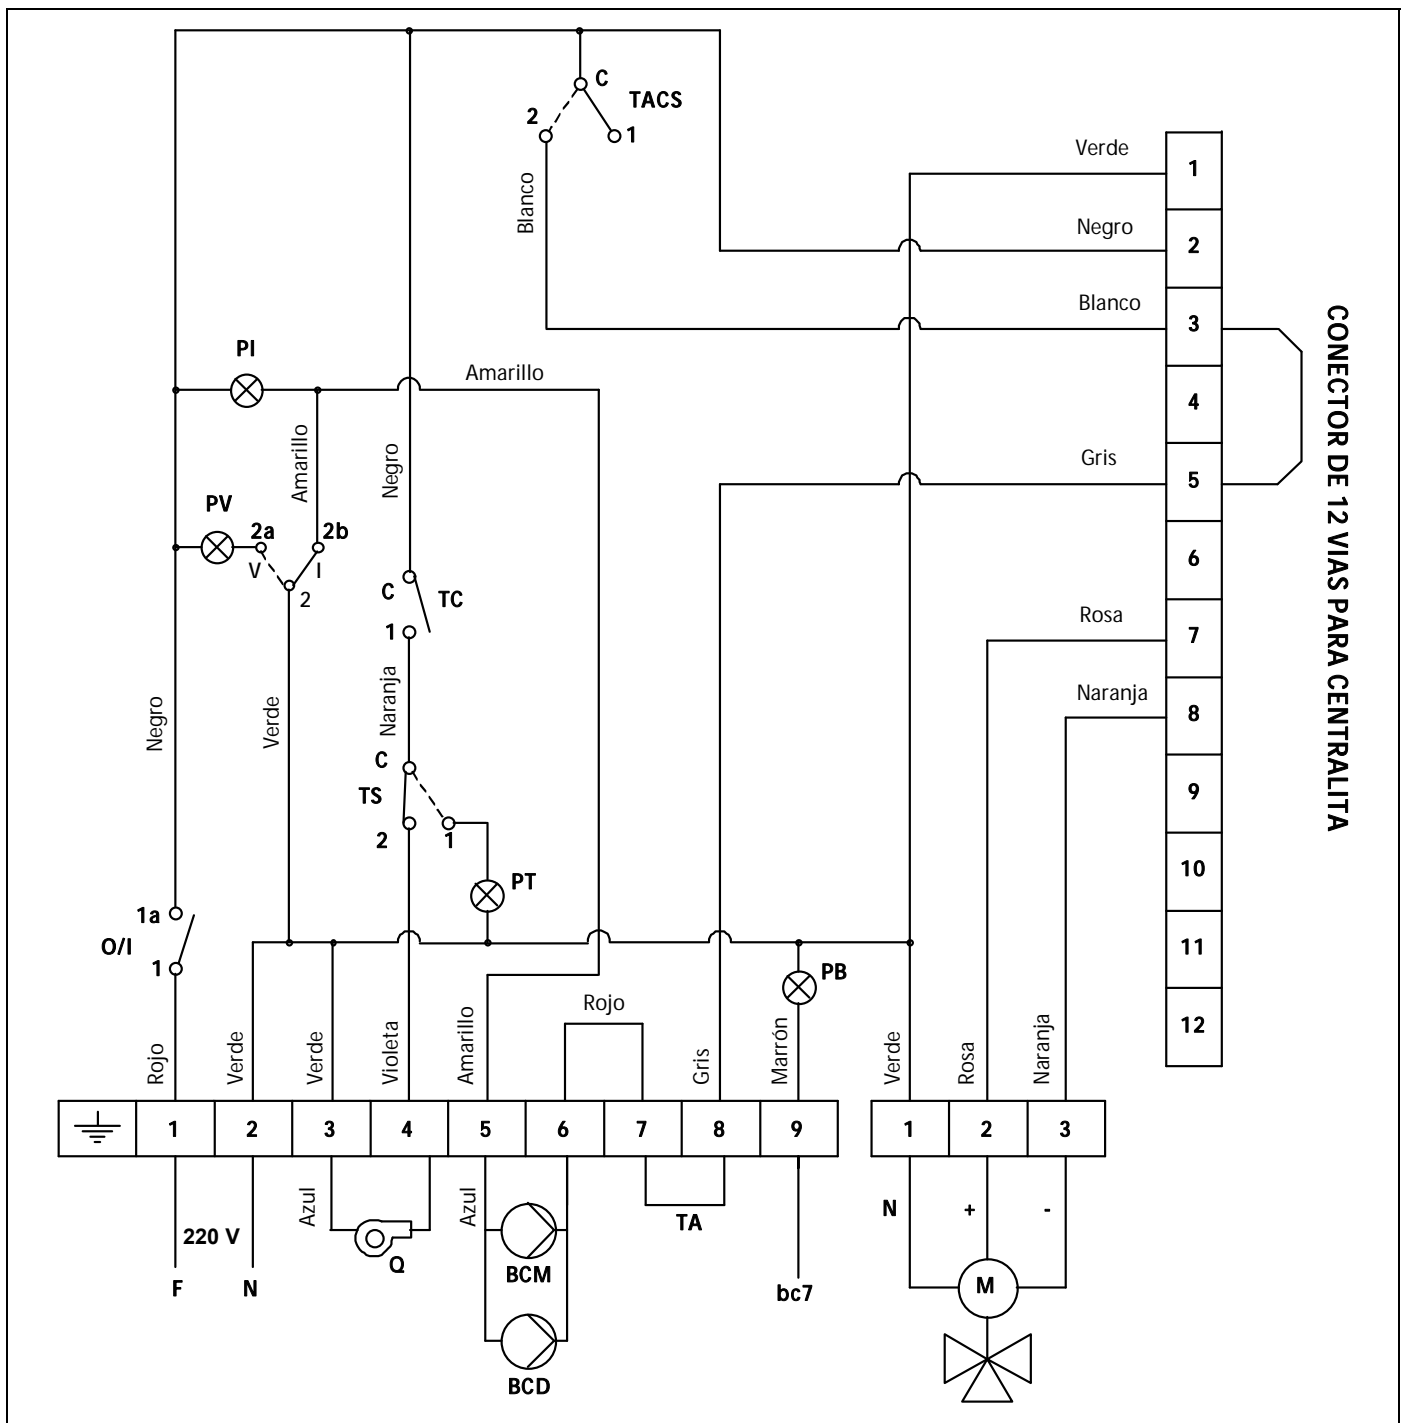 C
TACS
2
1
Verde
1
Blanco
Negro
2
Blanco
3
CONECTOR DE 12 VIAS PARA CENTRALITA
PI
Amarillo
4
Amarillo
Negro
Gris
5
PV
2a
2b
V
I
2
6
C
TC
1
Rosa
7
Negro
Verde
Naranja
Naranja
8
C
TS
2
1
9
PT
10
1a
O/I
1
11
PB
Rojo
12
Rojo
Verde
Verde
Violeta
Amarillo
Gris
Marrón
Verde
Rosa
Naranja
1
2
3
4
5
6
7
8
9
1
2
3
Azul
Azul
220 V
Q
BCM
TA
N
+
-
F
N
bc7
M
BCD